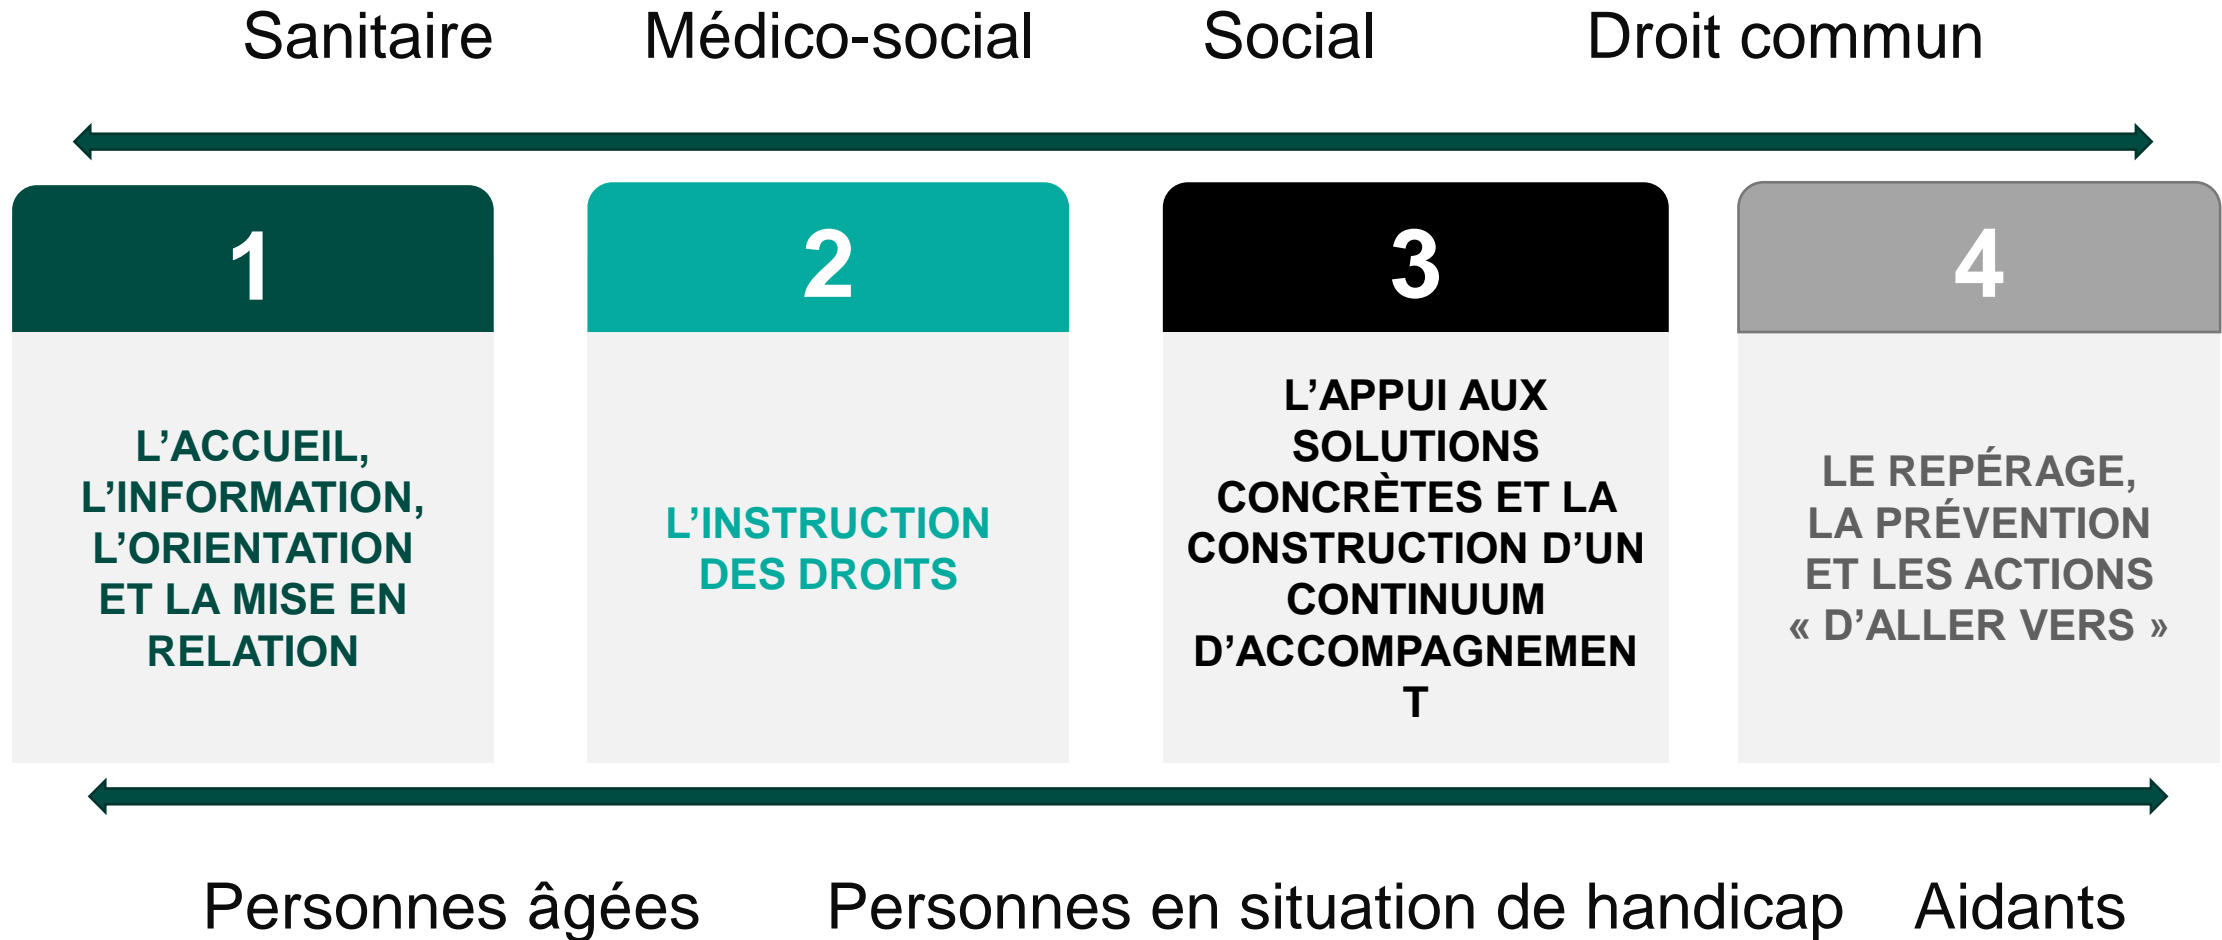 Sanitaire Médico-social Social Droit commun
1
L’ACCUEIL,
L’INFORMATION,
L’ORIENTATION
ET LA MISE EN
RELATION
2
L’INSTRUCTION
DES DROITS
3
L’APPUI AUX
SOLUTIONS
CONCRÈTES ET LA
CONSTRUCTION D’UN
CONTINUUM
D’ACCOMPAGNEMEN
T
4
LE REPÉRAGE,
LA PRÉVENTION
ET LES ACTIONS
« D’ALLER VERS »
Personnes âgées Personnes en situation de handicap Aidants